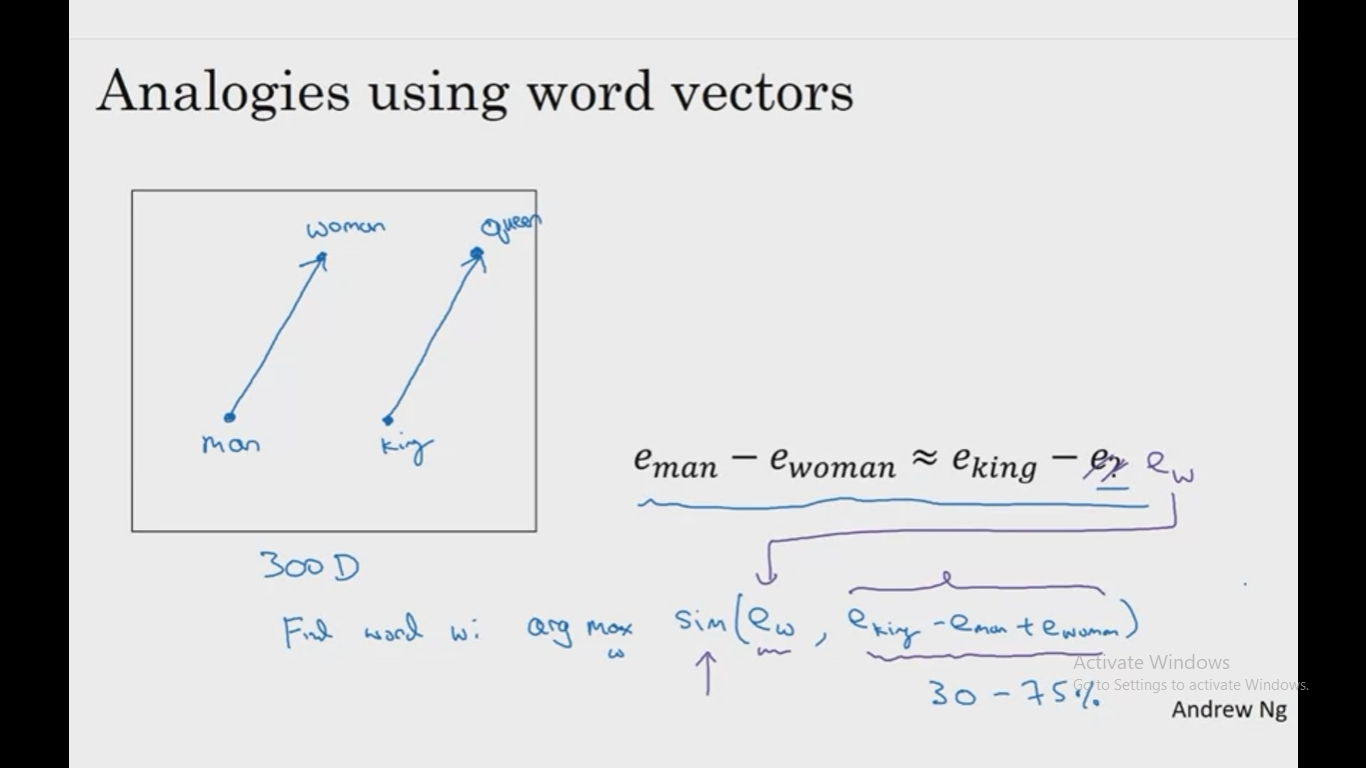 Analogies using word vectors
woman queen
man king
e_man − e_woman ≈ e_king − e_? e_w
300 D
Find word w: arg max_w sim(e_w, e_king - e_man + e_woman)
30 - 75%
Activate Windows
Go to Settings to activate Windows.
Andrew Ng